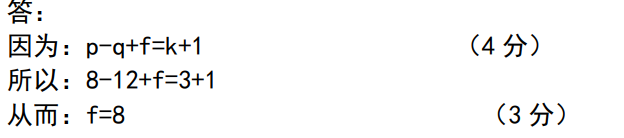 答：
因为：p-q+f=k+1 （4 分）
所以：8-12+f=3+1
从而：f=8 （3 分）